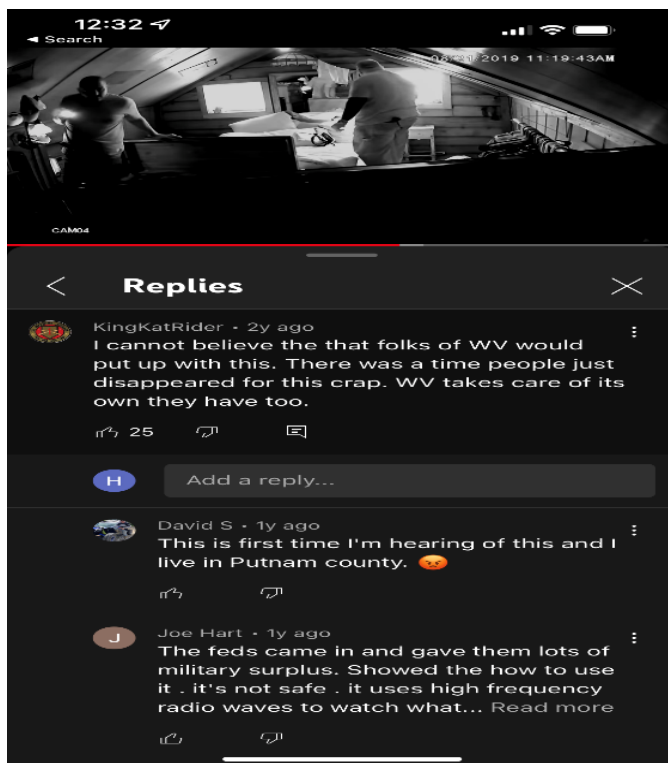 12:32
Search
08/21/2019 11:19:43AM
CAM04
Replies
KingKatRider • 2y ago
I cannot believe the that folks of WV would
put up with this. There was a time people just
disappeared for this crap. WV takes care of its
own they have too.
25
H
Add a reply...
David S • 1y ago
This is first time I'm hearing of this and I
live in Putnam county. 😡
J
Joe Hart • 1y ago
The feds came in and gave them lots of
military surplus. Showed the how to use
it . it's not safe . it uses high frequency
radio waves to watch what... Read more